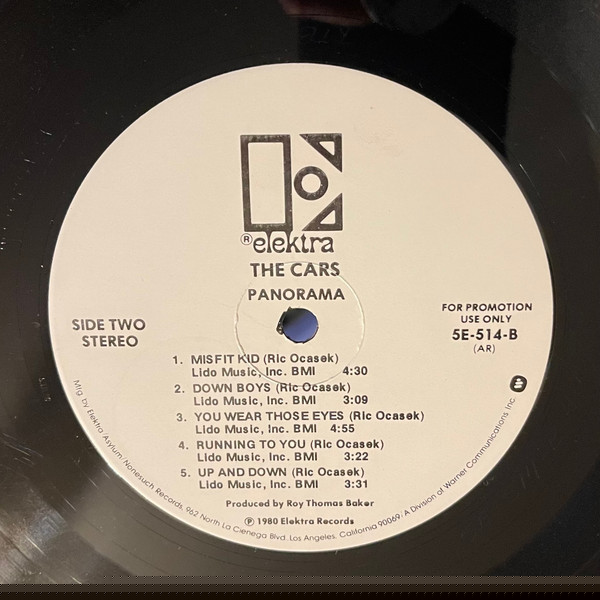 ® elektra
THE CARS
PANORAMA
SIDE TWO
STEREO
FOR PROMOTION
USE ONLY
5E-514-B
(AR)
1. MISFIT KID (Ric Ocasek)
Lido Music, Inc. BMI 4:30
2. DOWN BOYS (Ric Ocasek)
Lido Music, Inc. BMI 3:09
3. YOU WEAR THOSE EYES (Ric Ocasek)
Lido Music, Inc. BMI 4:55
4. RUNNING TO YOU (Ric Ocasek)
Lido Music, Inc. BMI 3:22
5. UP AND DOWN (Ric Ocasek)
Lido Music, Inc. BMI 3:31
Produced by Roy Thomas Baker
℗ 1980 Elektra Records
Mfg. by Elektra/Asylum/Nonesuch Records, 962 North La Cienega Blvd. Los Angeles, California 90069. A Division of Warner Communications Inc.